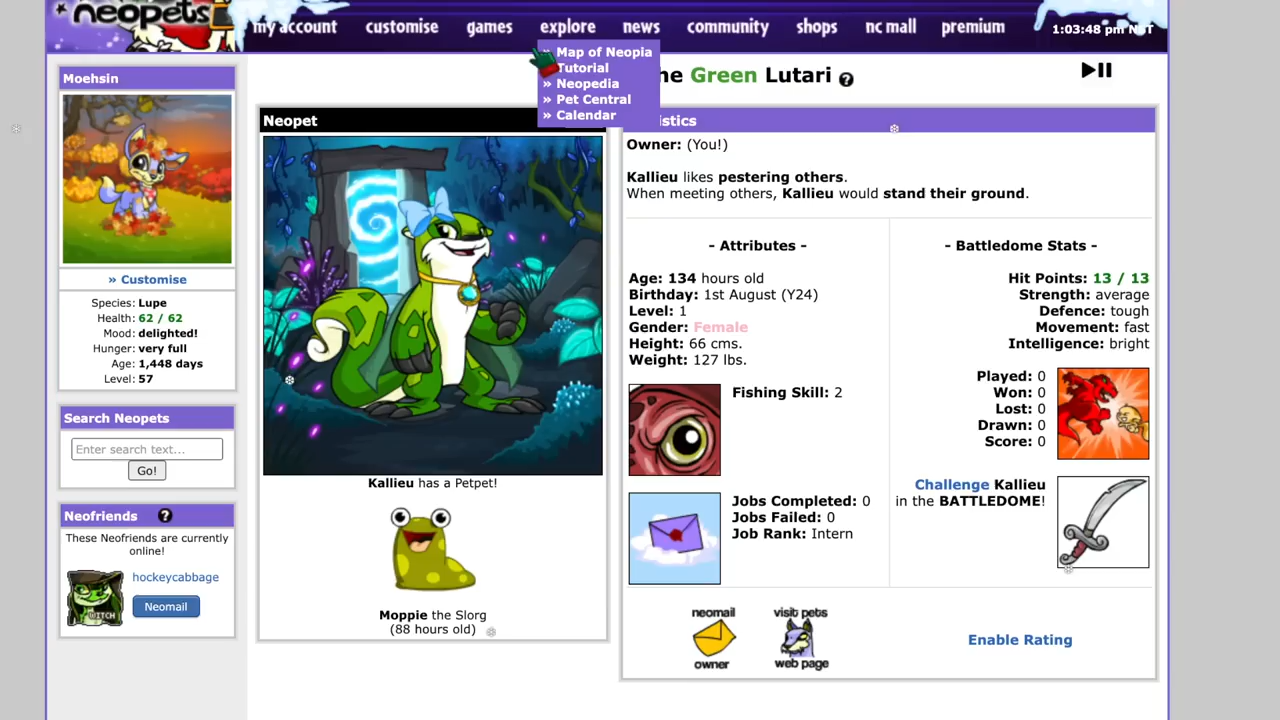 neopets
my account
customise
games
explore
news
community
shops
nc mall
premium
1:03:48 pm NST
» Map of Neopia
Tutorial
» Neopedia
» Pet Central
» Calendar
Moehsin
» Customise
Species: Lupe
Health: 62 / 62
Mood: delighted!
Hunger: very full
Age: 1,448 days
Level: 57
Search Neopets
Enter search text...
Go!
Neofriends ?
These Neofriends are currently
online!
WITCH
hockeycabbage
Neomail
he Green Lutari ?
Neopet
Kallieu has a Petpet!
Moppie the Slorg
(88 hours old)
istics
Owner: (You!)
Kallieu likes pestering others.
When meeting others, Kallieu would stand their ground.
- Attributes -
Age: 134 hours old
Birthday: 1st August (Y24)
Level: 1
Gender: Female
Height: 66 cms.
Weight: 127 lbs.
Fishing Skill: 2
Jobs Completed: 0
Jobs Failed: 0
Job Rank: Intern
- Battledome Stats -
Hit Points: 13 / 13
Strength: average
Defence: tough
Movement: fast
Intelligence: bright
Played: 0
Won: 0
Lost: 0
Drawn: 0
Score: 0
Challenge Kallieu
in the BATTLEDOME!
neomail
owner
visit pets
web page
Enable Rating